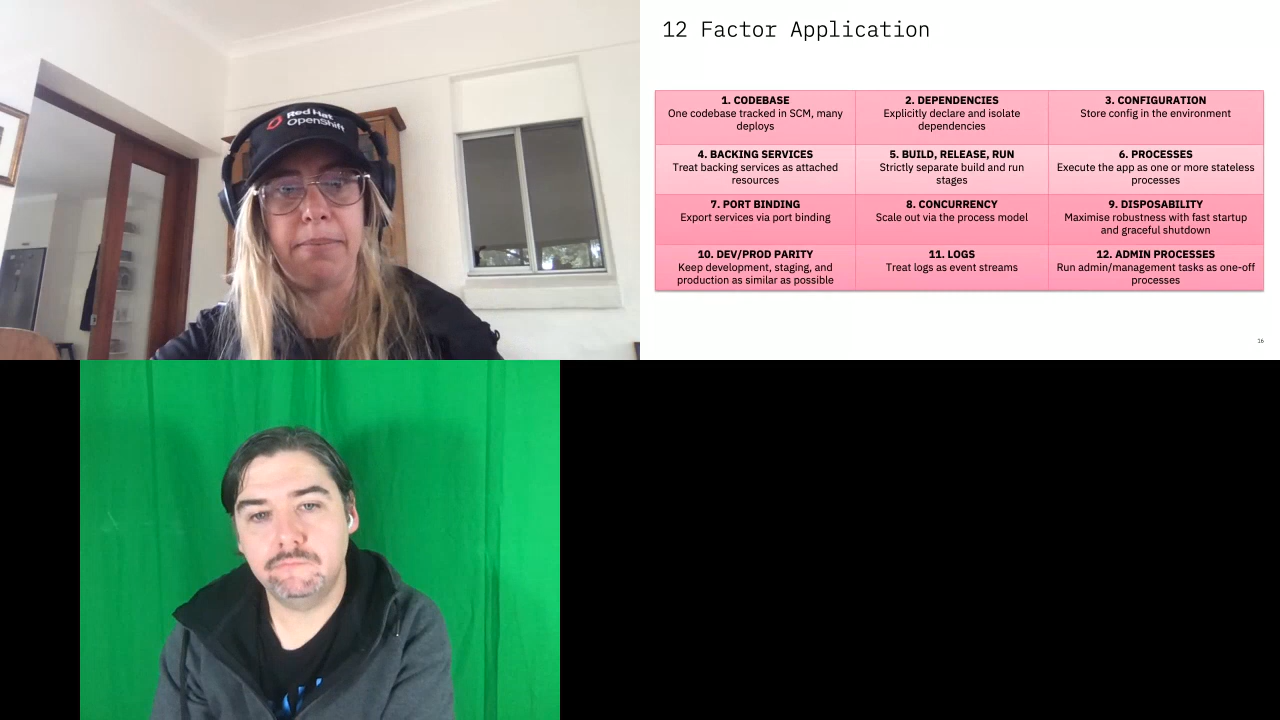 12 Factor Application
Red Hat
OpenShift
1. CODEBASE
One codebase tracked in SCM, many
deploys
2. DEPENDENCIES
Explicitly declare and isolate
dependencies
3. CONFIGURATION
Store config in the environment
4. BACKING SERVICES
Treat backing services as attached
resources
5. BUILD, RELEASE, RUN
Strictly separate build and run
stages
6. PROCESSES
Execute the app as one or more stateless
processes
7. PORT BINDING
Export services via port binding
8. CONCURRENCY
Scale out via the process model
9. DISPOSABILITY
Maximise robustness with fast startup
and graceful shutdown
10. DEV/PROD PARITY
Keep development, staging, and
production as similar as possible
11. LOGS
Treat logs as event streams
12. ADMIN PROCESSES
Run admin/management tasks as one-off
processes
16